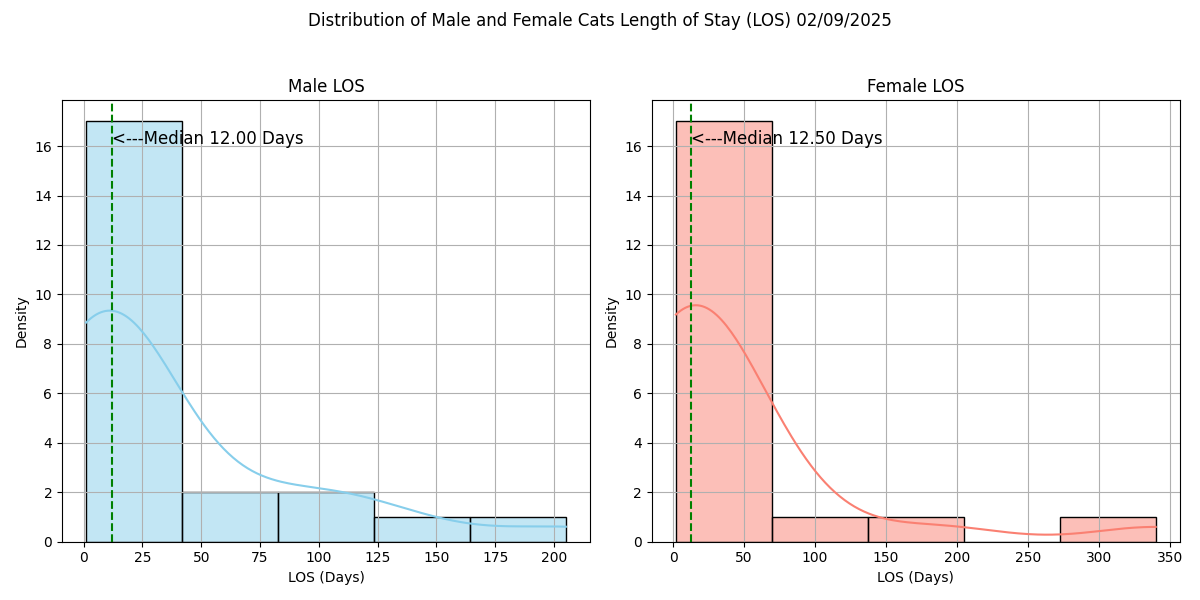 Distribution of Male and Female Cats Length of Stay (LOS) 02/09/2025
Male LOS
<---Median 12.00 Days
Density
16
14
12
10
8
6
4
2
0
0 25 50 75 100 125 150 175 200
LOS (Days)
Female LOS
<---Median 12.50 Days
Density
16
14
12
10
8
6
4
2
0
0 50 100 150 200 250 300 350
LOS (Days)